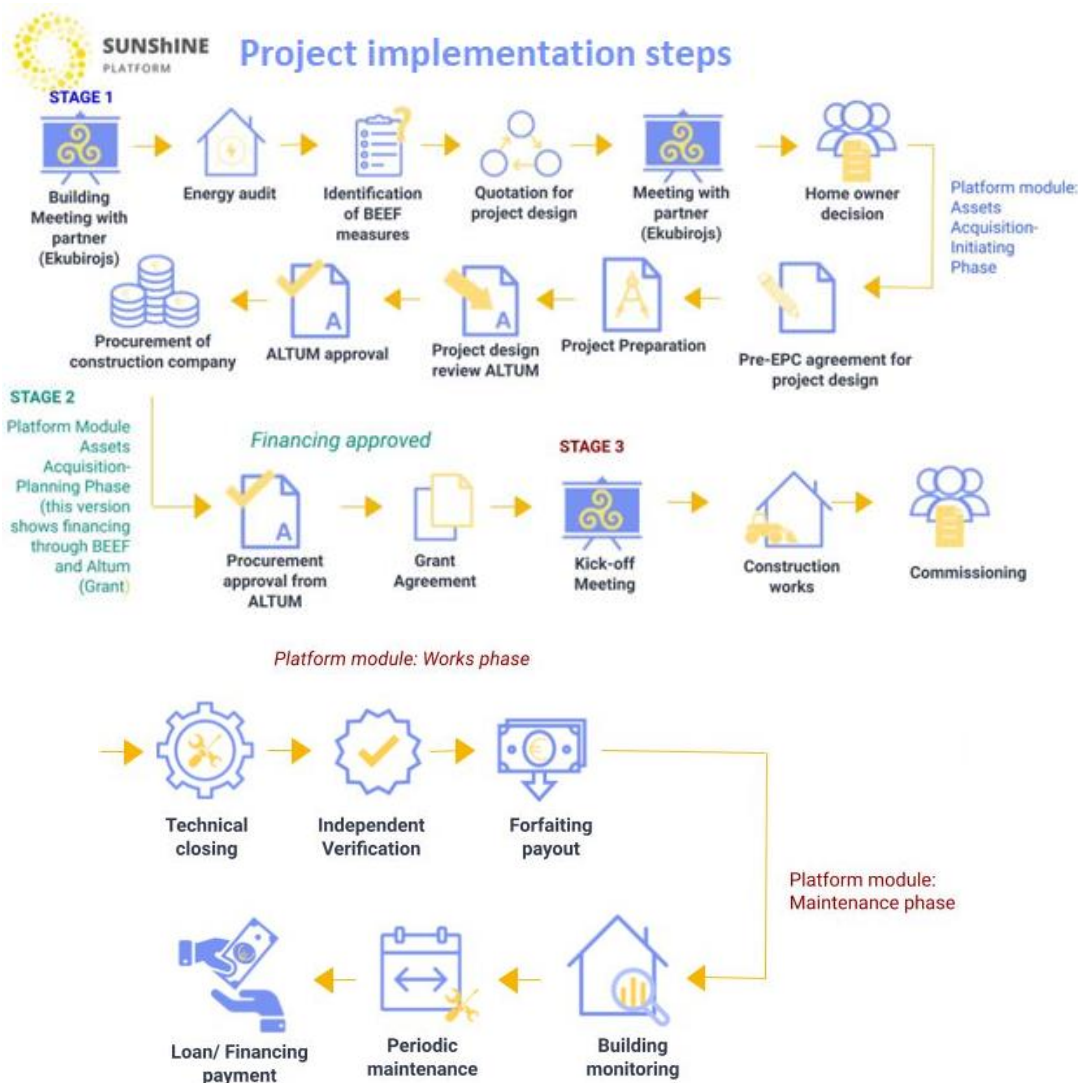 SUNShINE
PLATFORM
Project implementation steps
STAGE 1
Building
Meeting with
partner
(Ekubirojs)
Energy audit
Identification
of BEEF
measures
Quotation for
project design
Meeting with
partner
(Ekubirojs)
Home owner
decision
Platform module:
Assets
Acquisition-
Initiating
Phase
Procurement of
construction company
A
ALTUM approval
A
Project design
review ALTUM
Project Preparation
Pre-EPC agreement for
project design
STAGE 2
Platform Module
Assets
Acquisition-
Planning Phase
(this version
shows financing
through BEEF
and Altum
(Grant)
Financing approved
A
Procurement
approval from
ALTUM
Grant
Agreement
STAGE 3
Kick-off
Meeting
Construction
works
Commissioning
Platform module: Works phase
Technical
closing
Independent
Verification
€
Forfaiting
payout
Platform module:
Maintenance phase
€
Loan/ Financing
payment
Periodic
maintenance
Building
monitoring